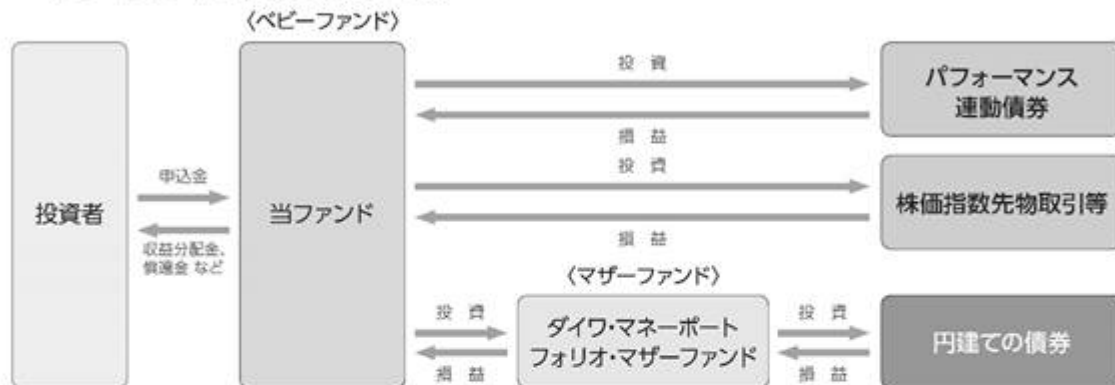 〈ベビーファンド〉
投資
損益
パフォーマンス
連動債券
投資者
申込金
収益分配金、
償還金 など
当ファンド
投資
損益
株価指数先物取引等
〈マザーファンド〉
投資
損益
ダイワ・マネーポート
フォリオ・マザーファンド
投資
損益
円建ての債券